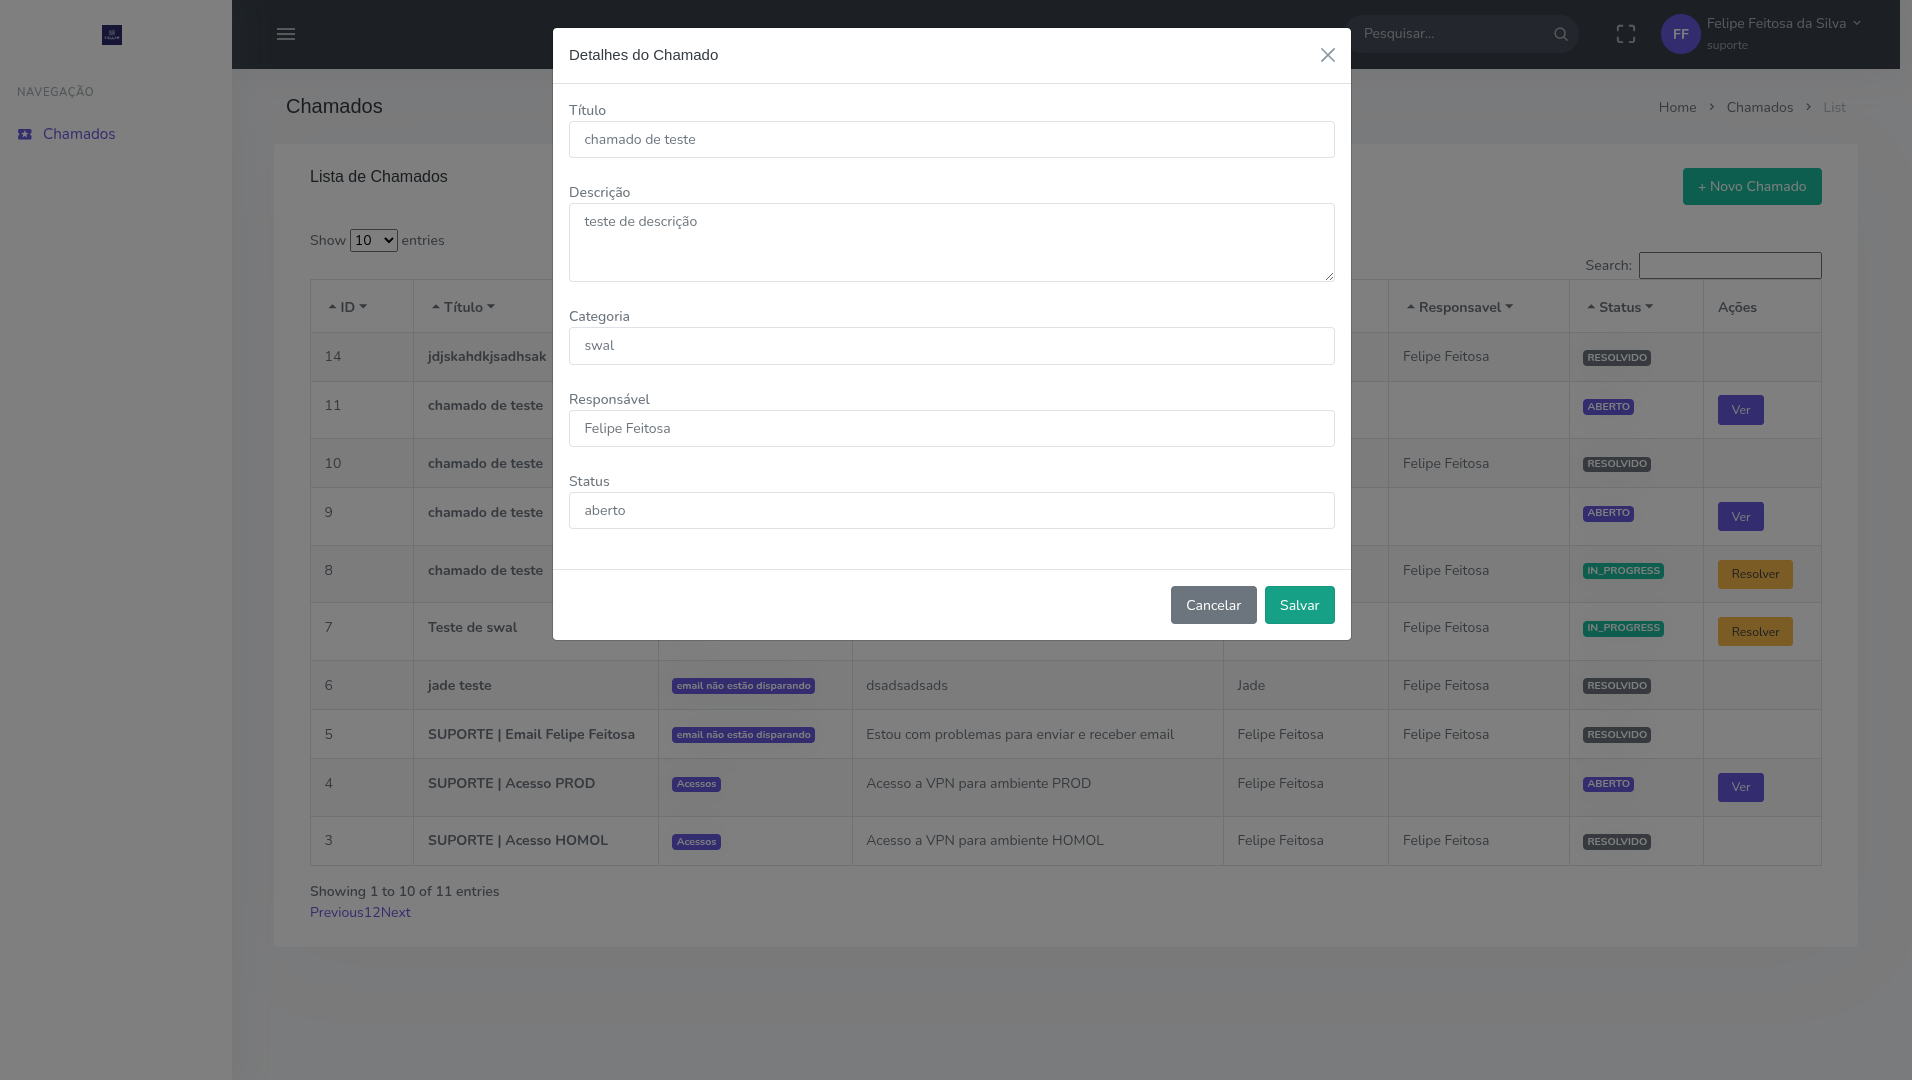 Pesquisar...
Felipe Feitosa da Silva
FF
suporte
NAVEGAÇÃO
Chamados
Chamados
Home > Chamados > List
Lista de Chamados
+ Novo Chamado
Show 10 entries
Search:
ID Título Responsavel Status Ações
14 jdjskahdkjsadhsak Felipe Feitosa RESOLVIDO
11 chamado de teste ABERTO Ver
10 chamado de teste Felipe Feitosa RESOLVIDO
9 chamado de teste ABERTO Ver
8 chamado de teste Felipe Feitosa IN_PROGRESS Resolver
7 Teste de swal Felipe Feitosa IN_PROGRESS Resolver
6 jade teste email não estão disparando dsadsadsads Jade Felipe Feitosa RESOLVIDO
5 SUPORTE | Email Felipe Feitosa email não estão disparando Estou com problemas para enviar e receber email Felipe Feitosa Felipe Feitosa RESOLVIDO
4 SUPORTE | Acesso PROD Acessos Acesso a VPN para ambiente PROD Felipe Feitosa ABERTO Ver
3 SUPORTE | Acesso HOMOL Acessos Acesso a VPN para ambiente HOMOL Felipe Feitosa Felipe Feitosa RESOLVIDO
Showing 1 to 10 of 11 entries
Previous12Next
Detalhes do Chamado
Título
chamado de teste
Descrição
teste de descrição
Categoria
swal
Responsável
Felipe Feitosa
Status
aberto
Cancelar
Salvar